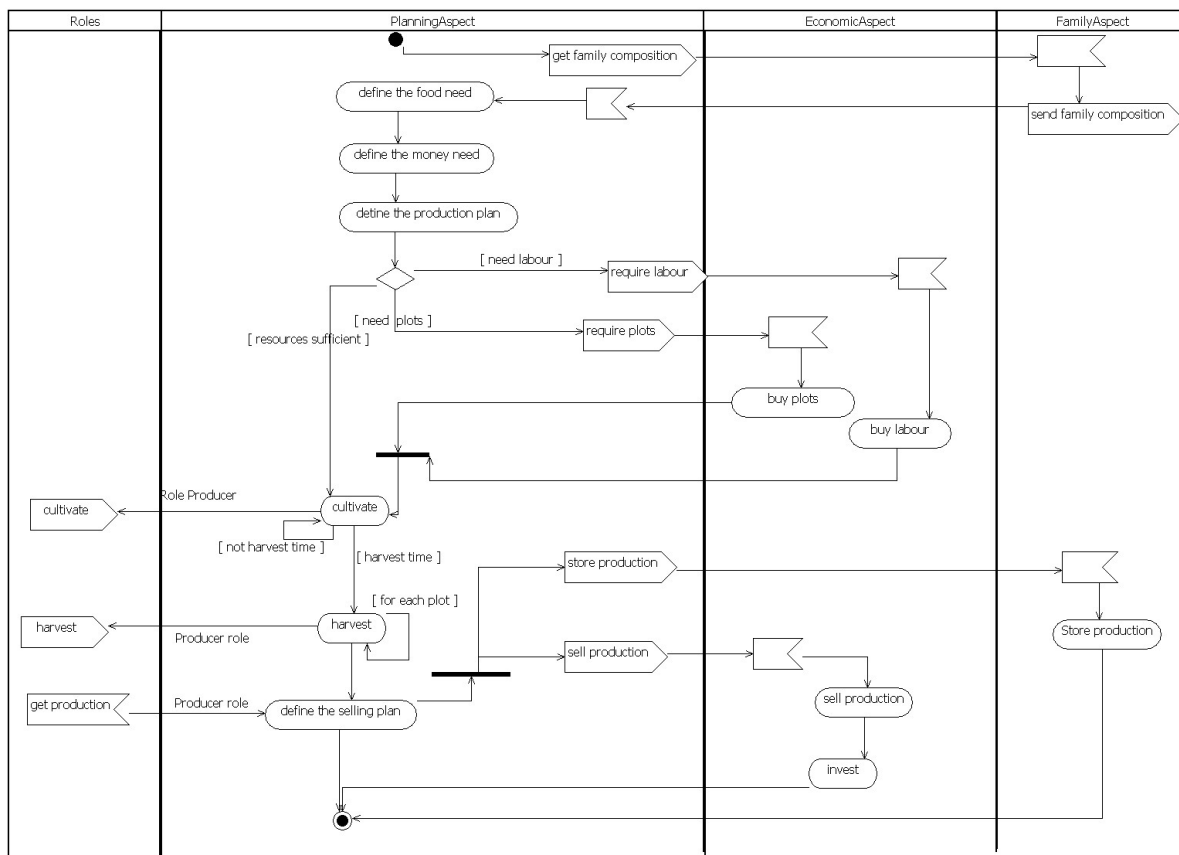 Roles
PlanningAspect
EconomicAspect
FamilyAspect
get family composition
define the food need
send family composition
define the money need
detine the production plan
[ need labour ]
require labour
[ need plots ]
require plots
[ resources sufficient ]
buy plots
buy labour
Role Producer
cultivate
cultivate
[ not harvest time ]
[ harvest time ]
store production
[ for each plot ]
harvest
harvest
Store production
Producer role
sell production
get production
Producer role
define the selling plan
sell production
invest